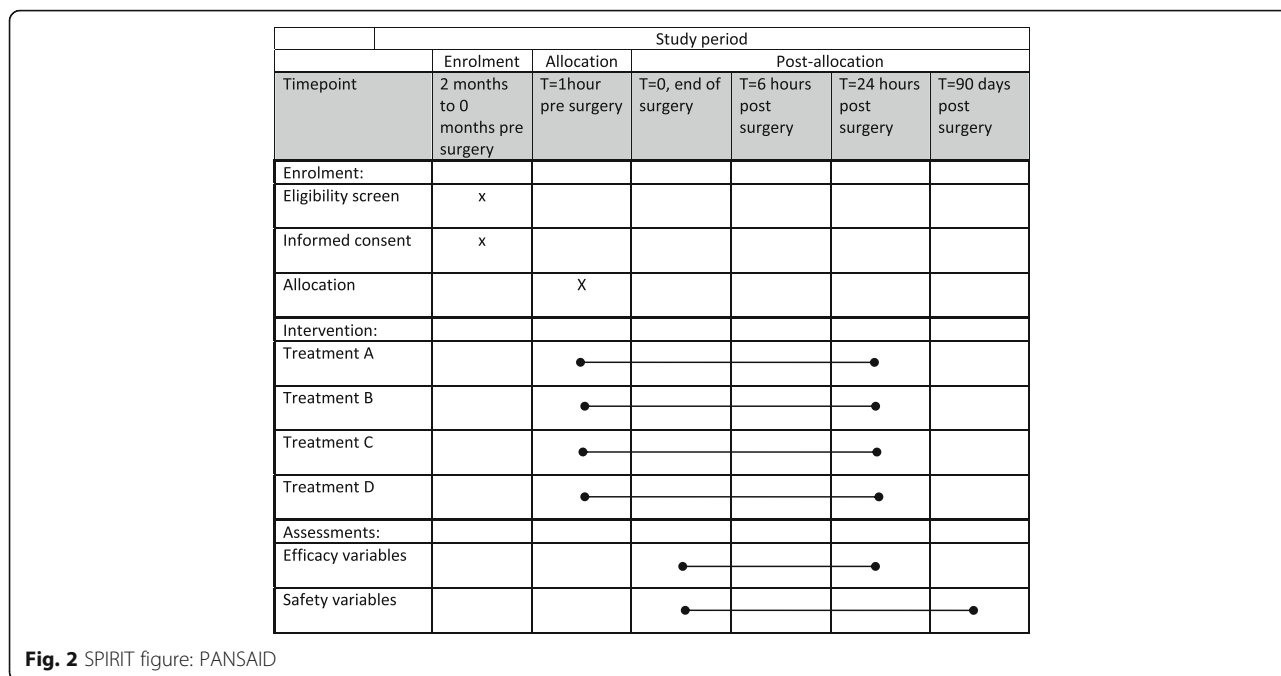 Study period
Enrolment Allocation Post-allocation
Timepoint 2 months T=1hour T=0, end of T=6 hours T=24 hours T=90 days
to 0 pre surgery surgery post post post
months pre surgery surgery surgery
surgery
Enrolment:
Eligibility screen x
Informed consent x
Allocation X
Intervention:
Treatment A
Treatment B
Treatment C
Treatment D
Assessments:
Efficacy variables
Safety variables
Fig. 2 SPIRIT figure: PANSAID